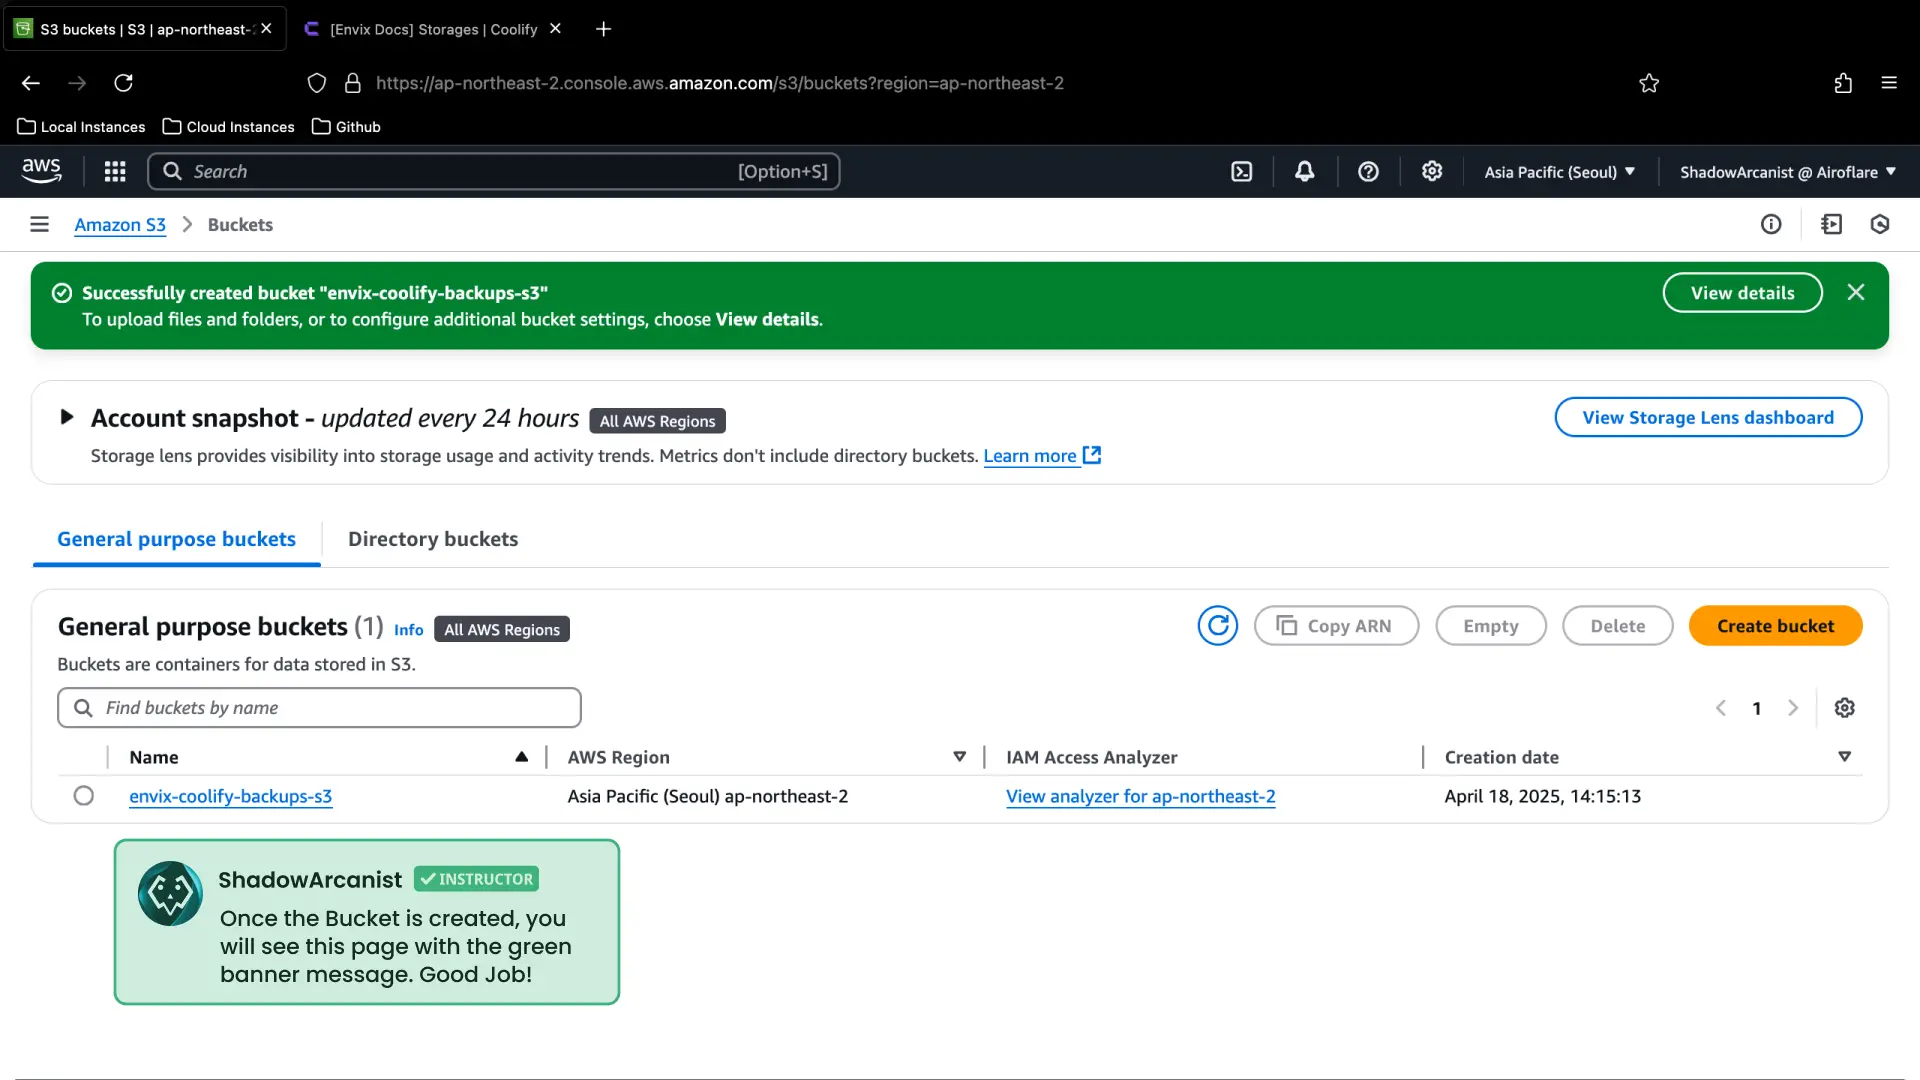 S3 buckets | S3 | ap-northeast-
[Envix Docs] Storages | Coolify
https://ap-northeast-2.console.aws.amazon.com/s3/buckets?region=ap-northeast-2
Local Instances
Cloud Instances
Github
aws
Search
[Option+S]
Asia Pacific (Seoul)
ShadowArcanist @ Airoflare
Amazon S3
Buckets
Successfully created bucket "envix-coolify-backups-s3"
To upload files and folders, or to configure additional bucket settings, choose View details.
View details
Account snapshot - updated every 24 hours
All AWS Regions
View Storage Lens dashboard
Storage lens provides visibility into storage usage and activity trends. Metrics don't include directory buckets. Learn more
General purpose buckets
Directory buckets
General purpose buckets (1)
Info
All AWS Regions
Copy ARN
Empty
Delete
Create bucket
Buckets are containers for data stored in S3.
Find buckets by name
1
Name
AWS Region
IAM Access Analyzer
Creation date
envix-coolify-backups-s3
Asia Pacific (Seoul) ap-northeast-2
View analyzer for ap-northeast-2
April 18, 2025, 14:15:13
ShadowArcanist
INSTRUCTOR
Once the Bucket is created, you
will see this page with the green
banner message. Good Job!